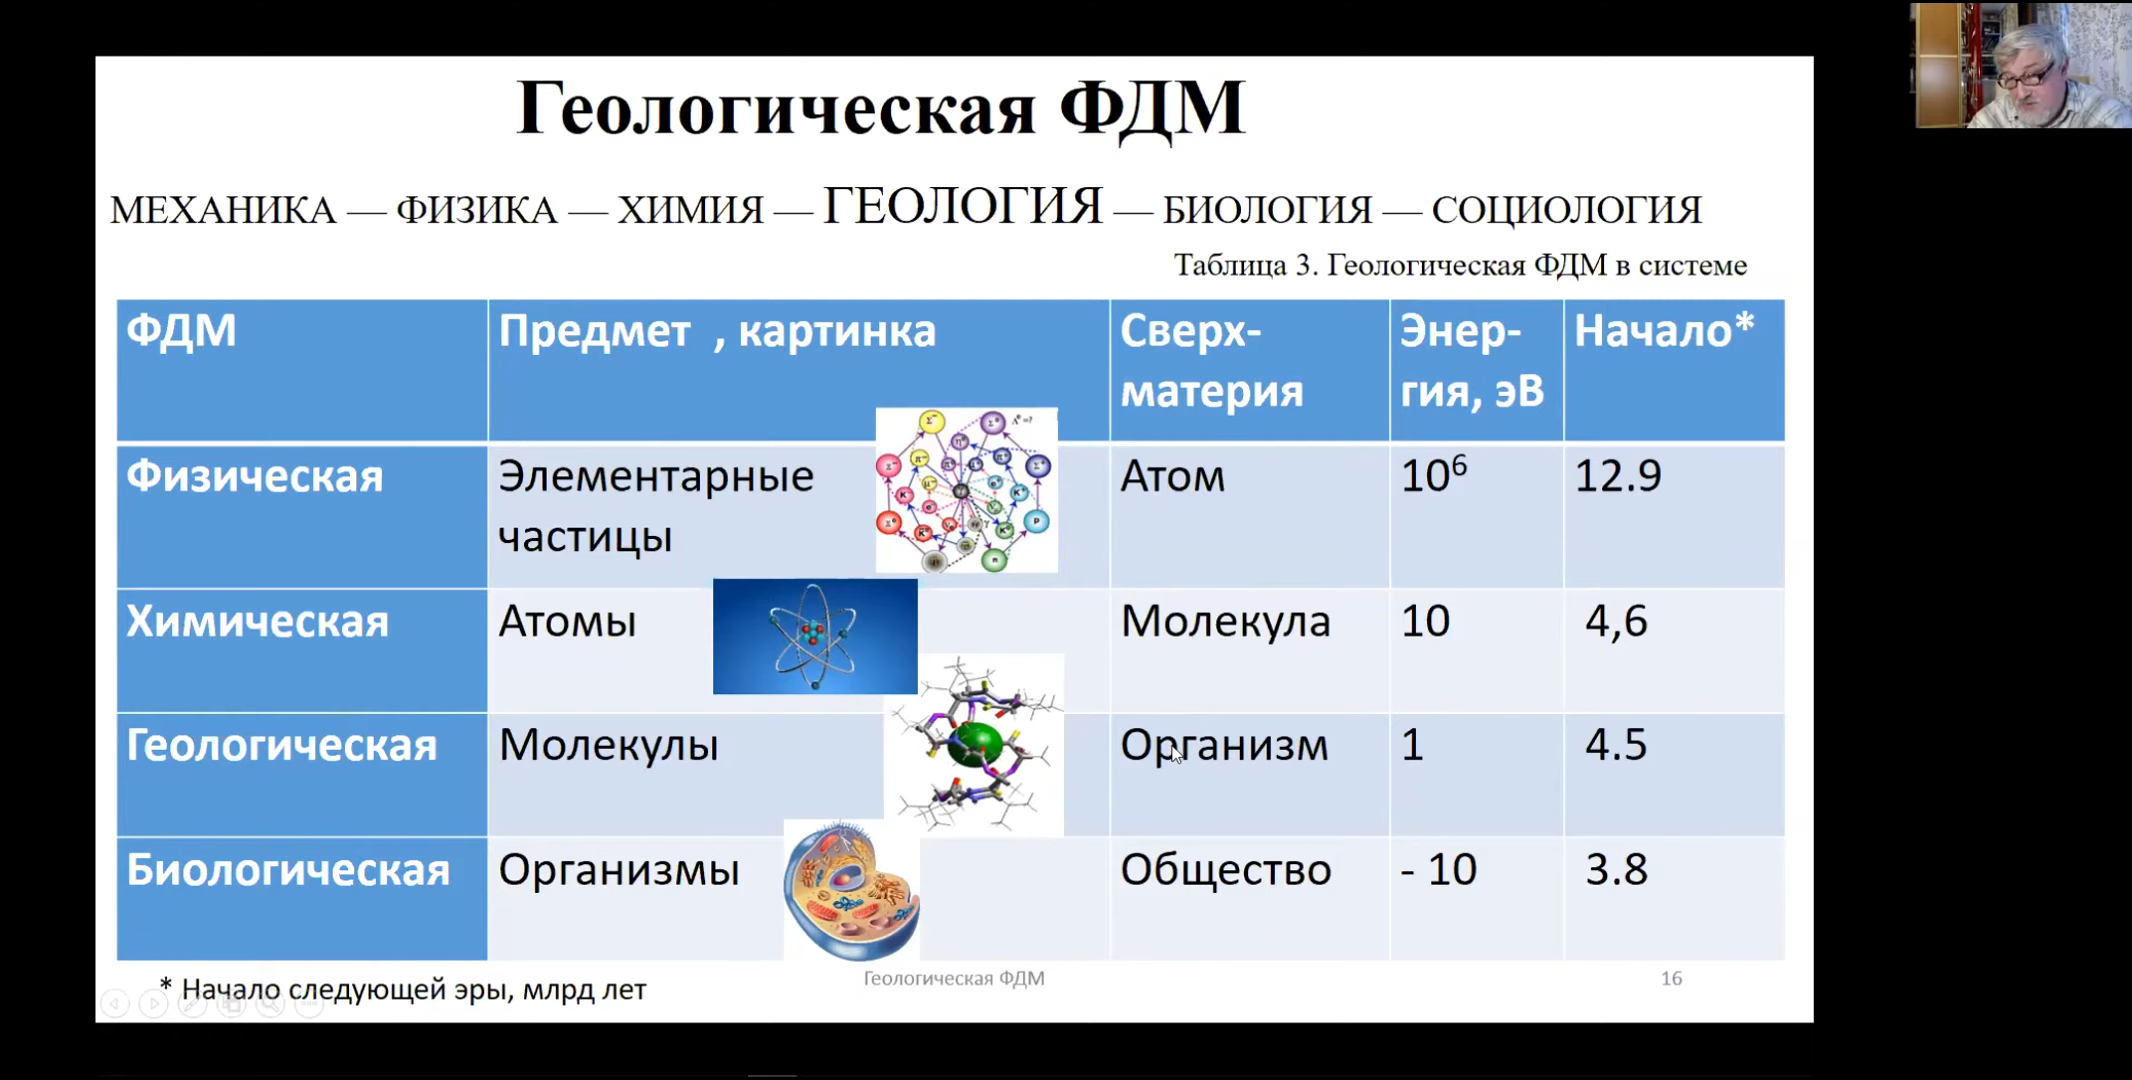 Геологическая ФДМ
МЕХАНИКА — ФИЗИКА — ХИМИЯ — ГЕОЛОГИЯ — БИОЛОГИЯ — СОЦИОЛОГИЯ
Таблица 3. Геологическая ФДМ в системе
ФДМ Предмет , картинка Сверх- Энер- Начало*
материя гия, эВ
Физическая Элементарные Атом 10⁶ 12.9
частицы
Химическая Атомы Молекула 10 4,6
Геологическая Молекулы Организм 1 4.5
Биологическая Организмы Общество - 10 3.8
* Начало следующей эры, млрд лет
Геологическая ФДМ
16